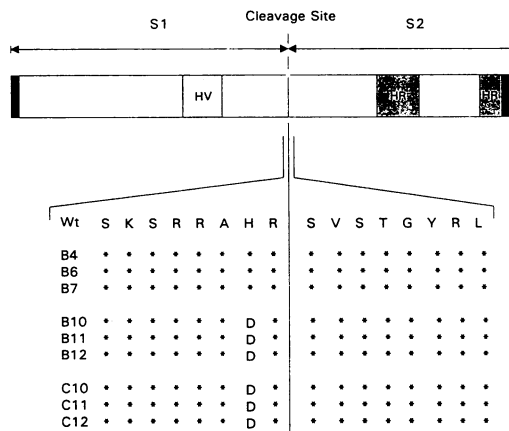 Cleavage Site
S1 S2
HV HR HR
Wt S K S R R A H R S V S T G Y R L
B4 * * * * * * * * * * * * * * * *
B6 * * * * * * * * * * * * * * * *
B7 * * * * * * * * * * * * * * * *
B10 * * * * * * D * * * * * * * * *
B11 * * * * * * D * * * * * * * * *
B12 * * * * * * D * * * * * * * * *
C10 * * * * * * D * * * * * * * * *
C11 * * * * * * D * * * * * * * * *
C12 * * * * * * D * * * * * * * * *